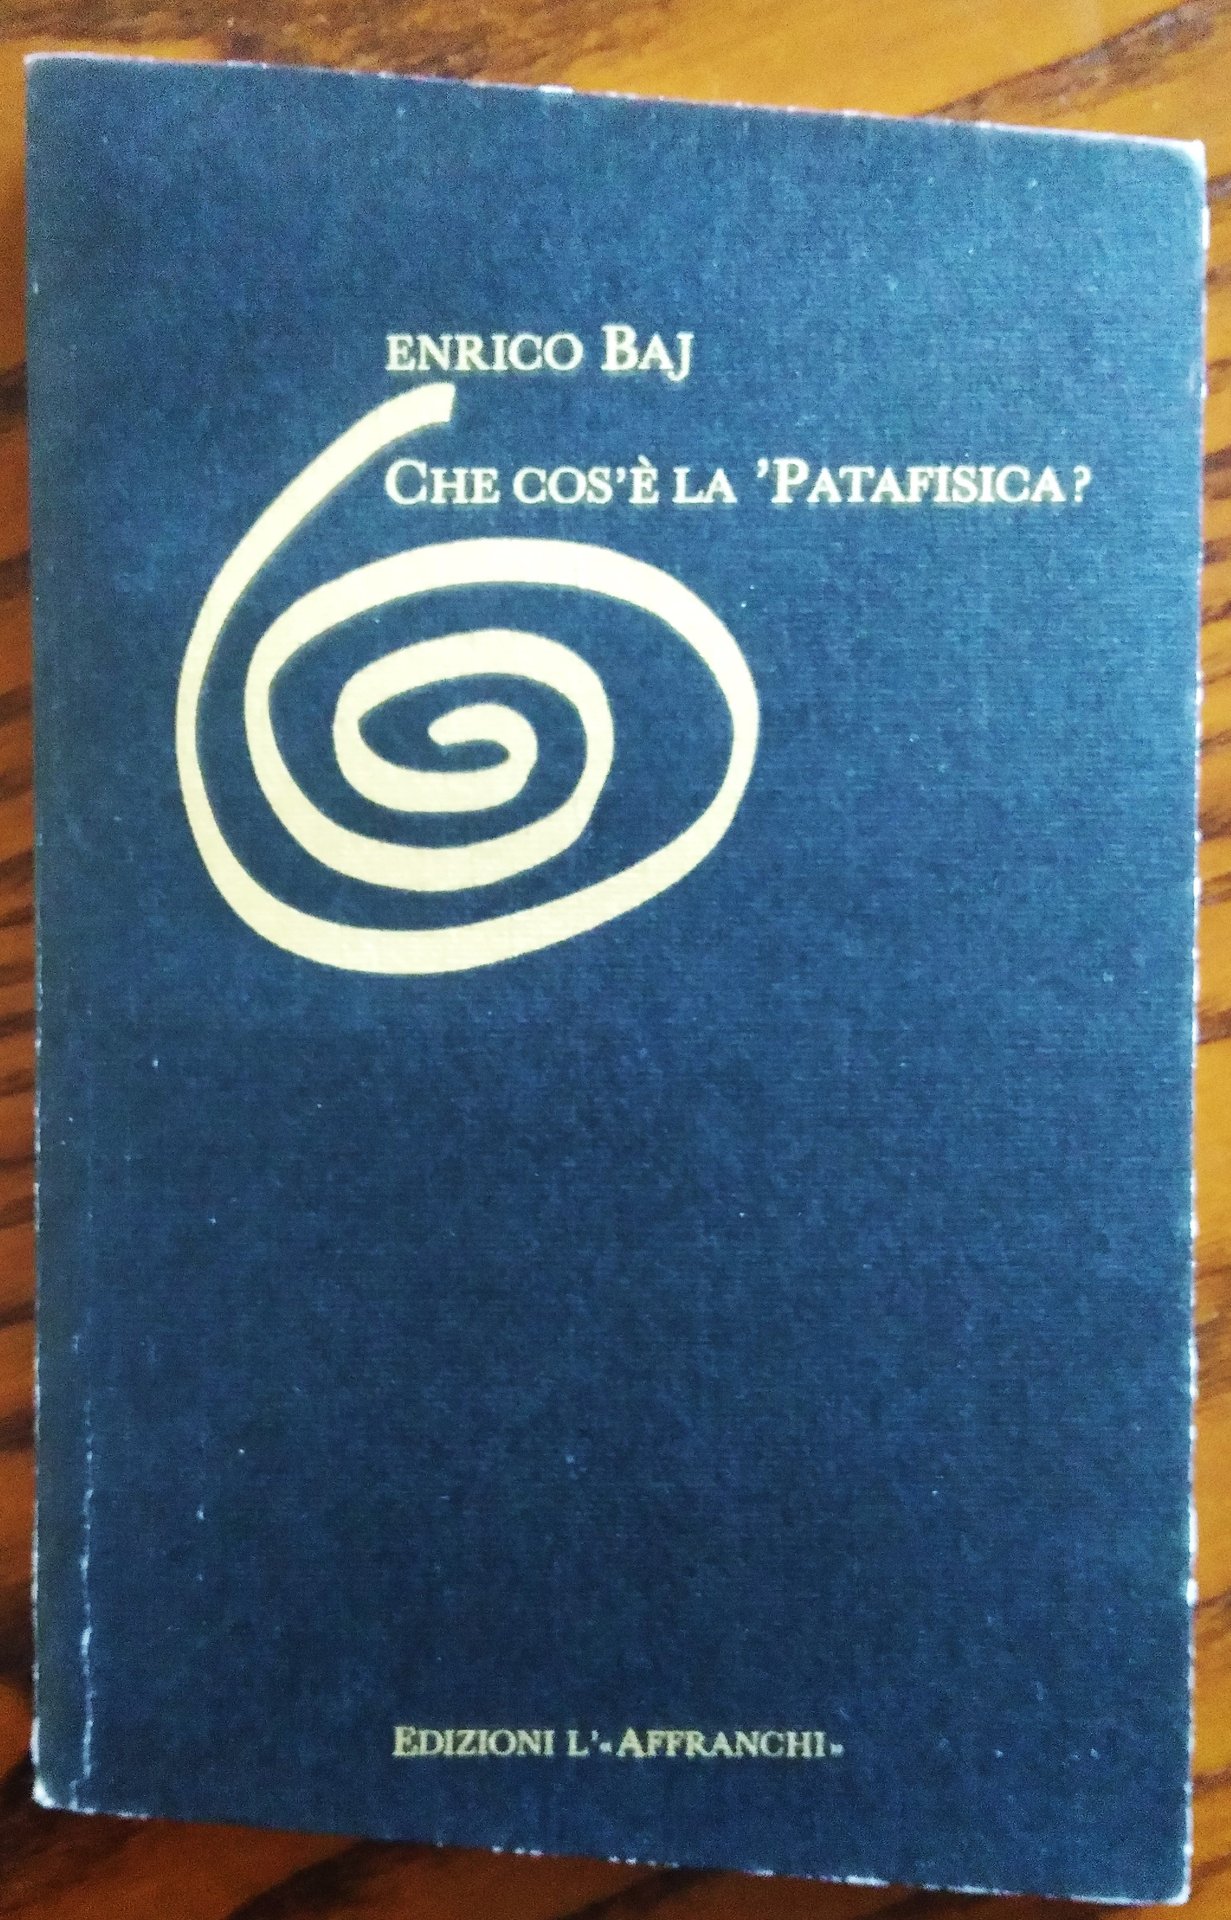 ENRICO BAJ
CHE COS'È LA 'PATAFISICA?
EDIZIONI L'«AFFRANCHI»